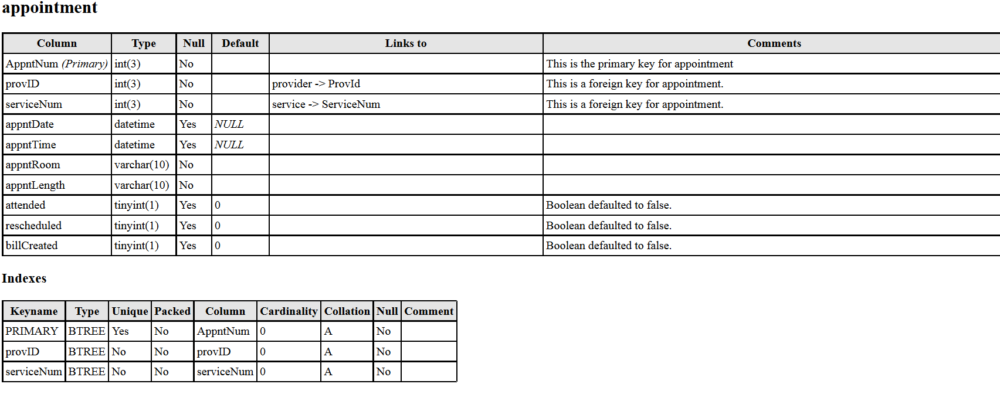 appointment
Column Type Null Default Links to Comments
AppntNum (Primary) int(3) No This is the primary key for appointment
provID int(3) No provider -> ProvId This is a foreign key for appointment.
serviceNum int(3) No service -> ServiceNum This is a foreign key for appointment.
appntDate datetime Yes NULL
appntTime datetime Yes NULL
appntRoom varchar(10) No
appntLength varchar(10) No
attended tinyint(1) Yes 0 Boolean defaulted to false.
rescheduled tinyint(1) Yes 0 Boolean defaulted to false.
billCreated tinyint(1) Yes 0 Boolean defaulted to false.
Indexes
Keyname Type Unique Packed Column Cardinality Collation Null Comment
PRIMARY BTREE Yes No AppntNum 0 A No
provID BTREE No No provID 0 A No
serviceNum BTREE No No serviceNum 0 A No